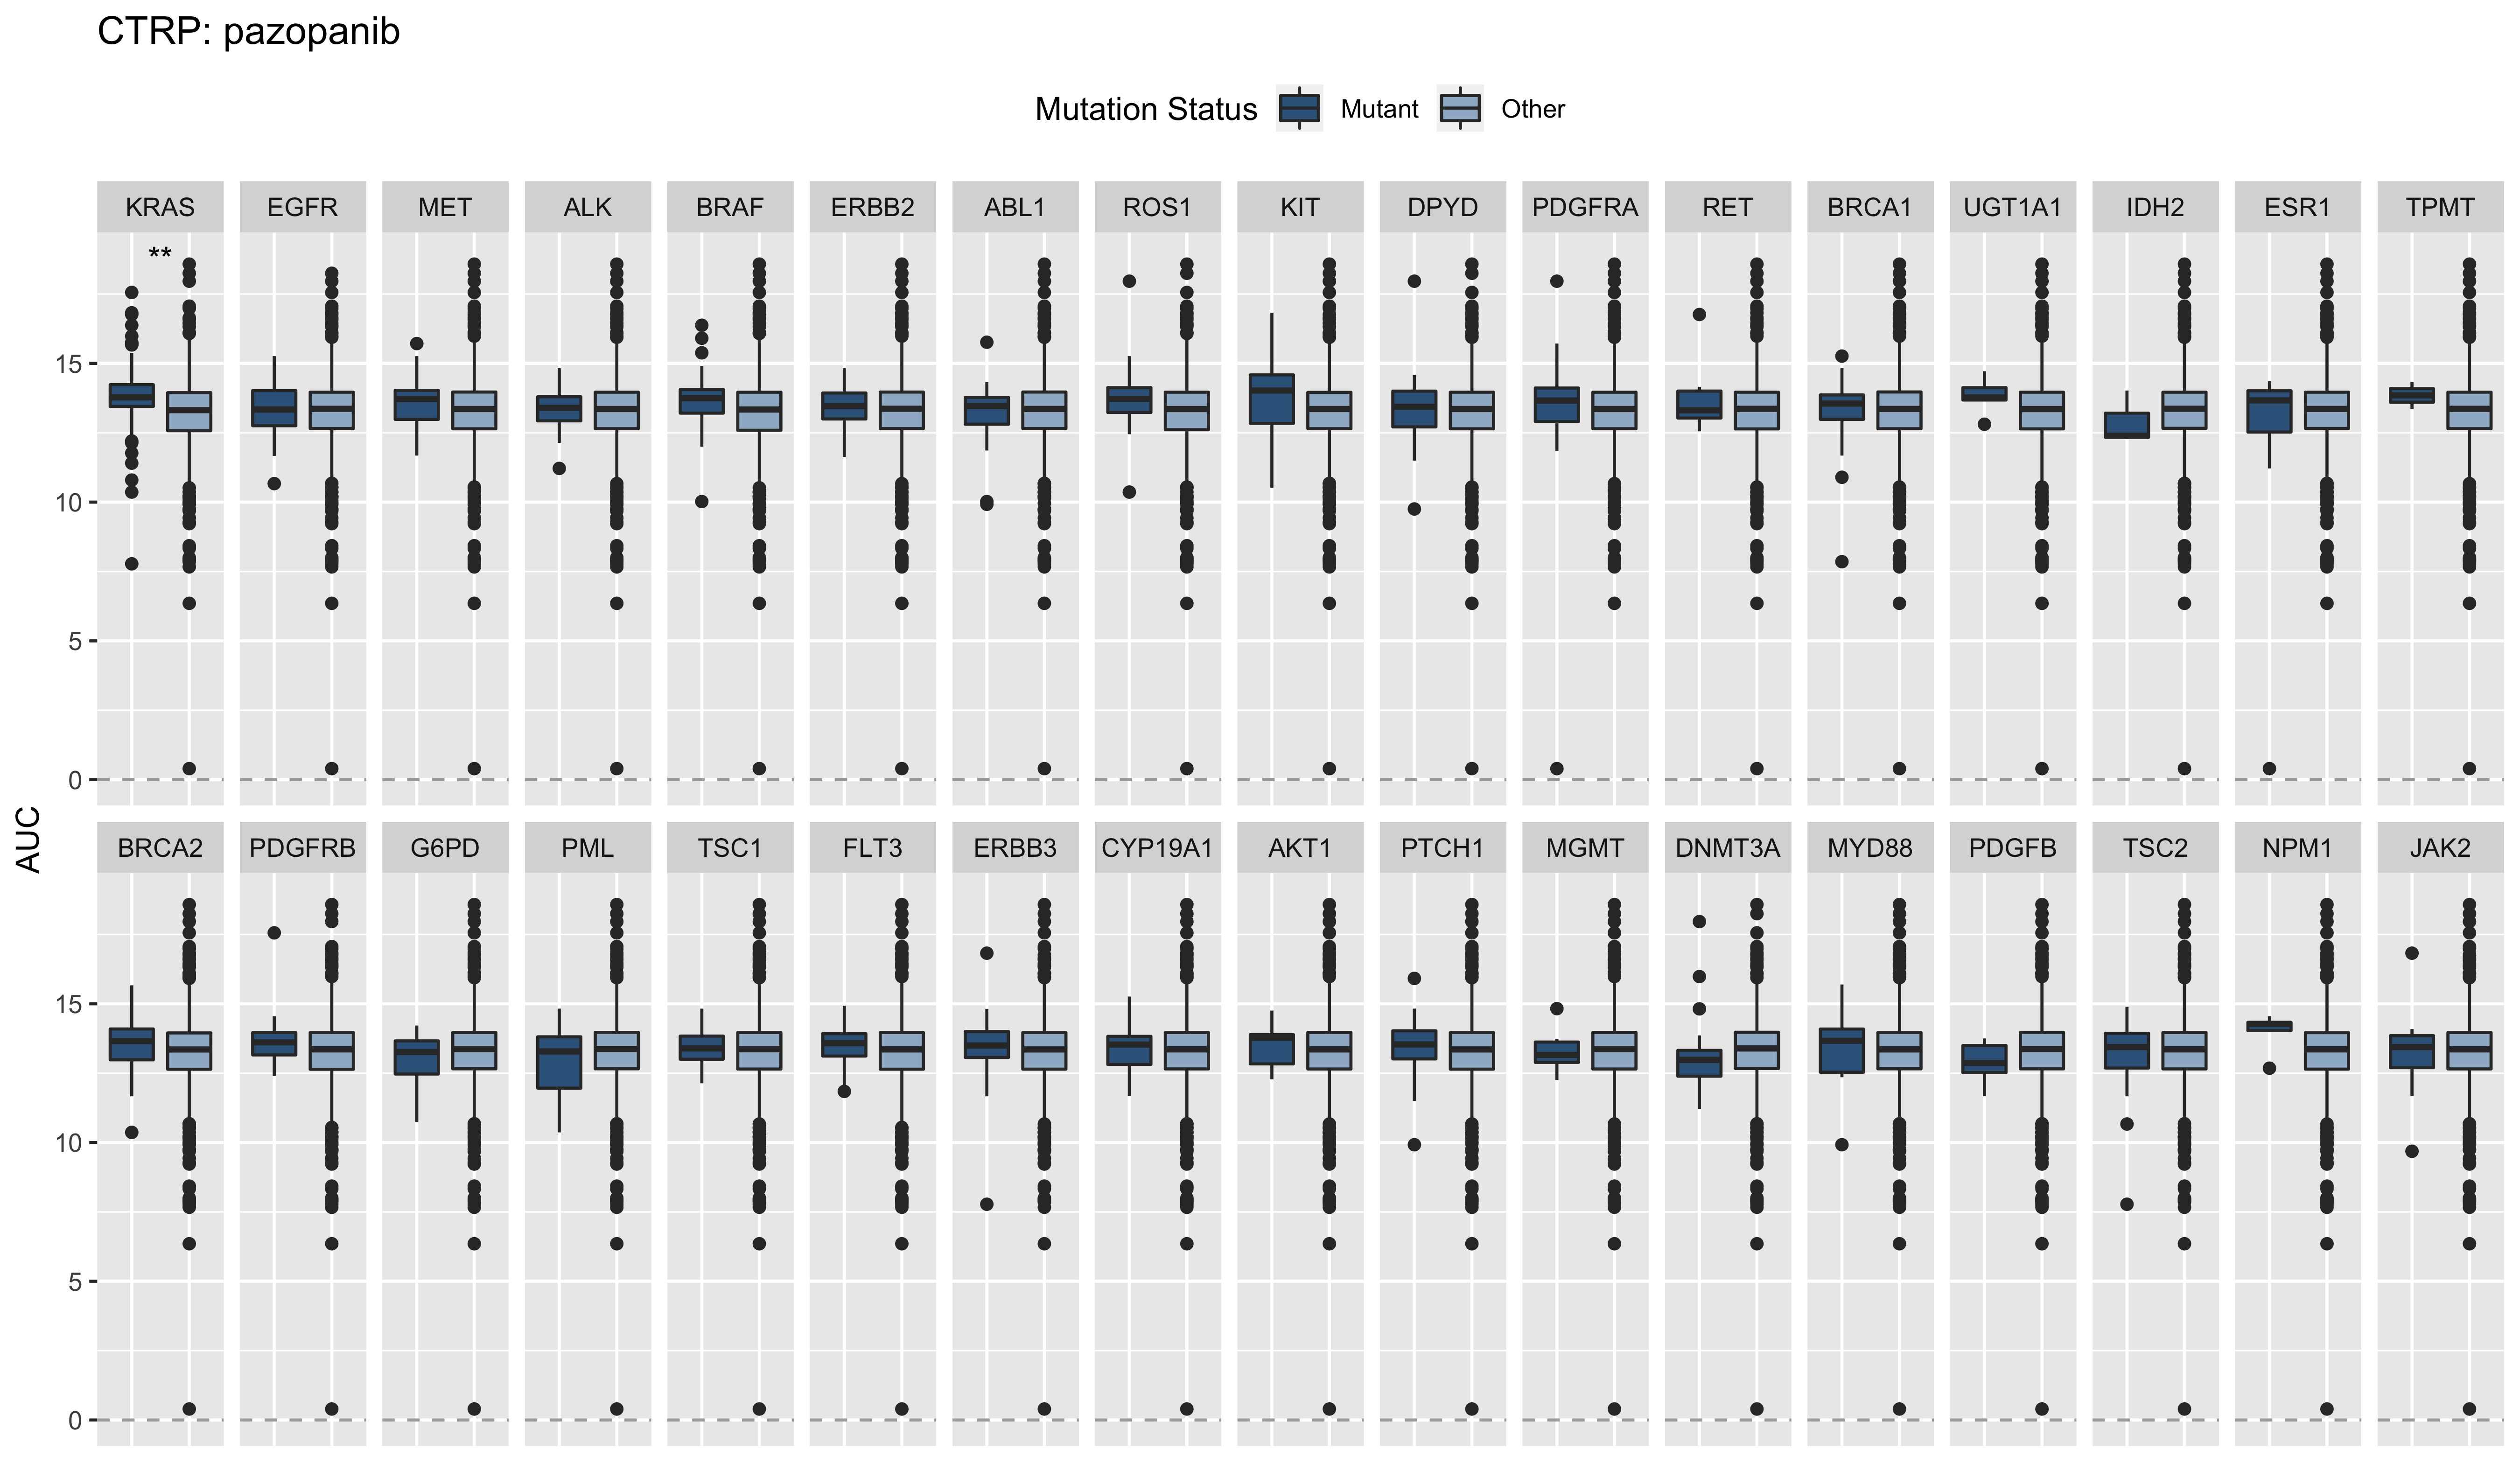 CTRP: pazopanib
Mutation Status Mutant Other
KRAS EGFR MET ALK BRAF ERBB2 ABL1 ROS1 KIT DPYD PDGFRA RET BRCA1 UGT1A1 IDH2 ESR1 TPMT
**
15
10
5
0
AUC
BRCA2 PDGFRB G6PD PML TSC1 FLT3 ERBB3 CYP19A1 AKT1 PTCH1 MGMT DNMT3A MYD88 PDGFB TSC2 NPM1 JAK2
15
10
5
0